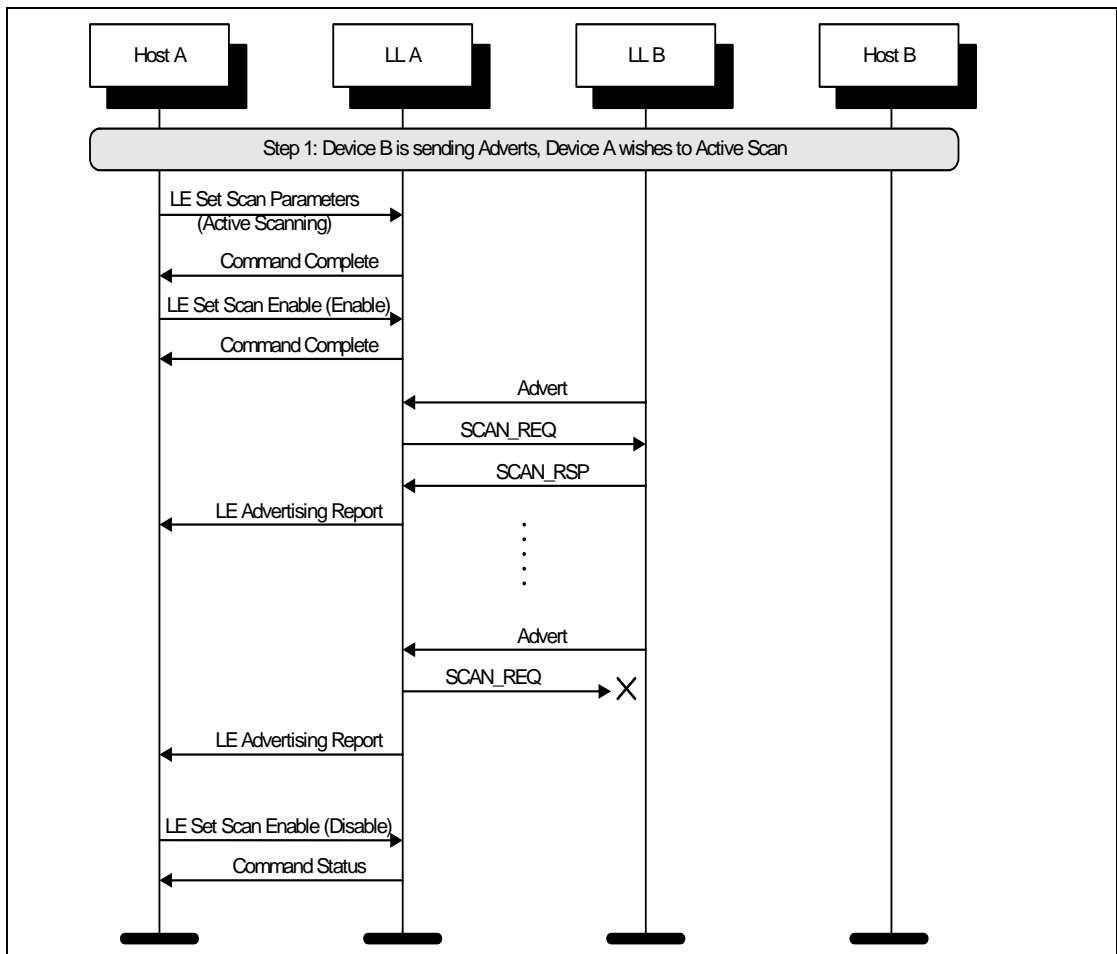 Host A
LL A
LL B
Host B
Step 1: Device B is sending Adverts, Device A wishes to Active Scan
LE Set Scan Parameters
(Active Scanning)
Command Complete
LE Set Scan Enable (Enable)
Command Complete
Advert
SCAN_REQ
SCAN_RSP
LE Advertising Report
Advert
SCAN_REQ
LE Advertising Report
LE Set Scan Enable (Disable)
Command Status